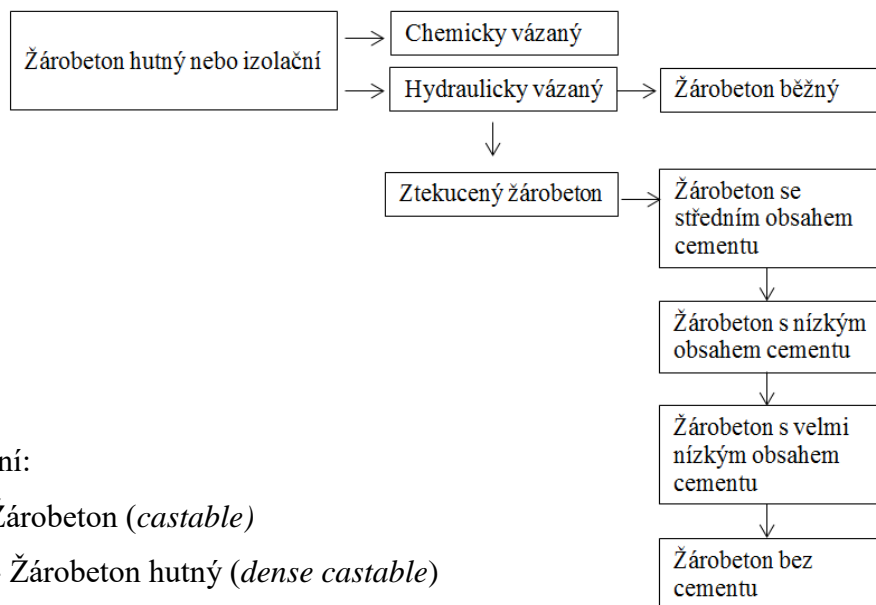 Žárobeton hutný nebo izolační
Chemicky vázaný
Hydraulicky vázaný
Žárobeton běžný
Ztekucený žárobeton
Žárobeton se
středním obsahem
cementu
Žárobeton s nízkým
obsahem cementu
Žárobeton s velmi
nízkým obsahem
cementu
Žárobeton bez
cementu
ní:
Žárobeton (castable)
Žárobeton hutný (dense castable)